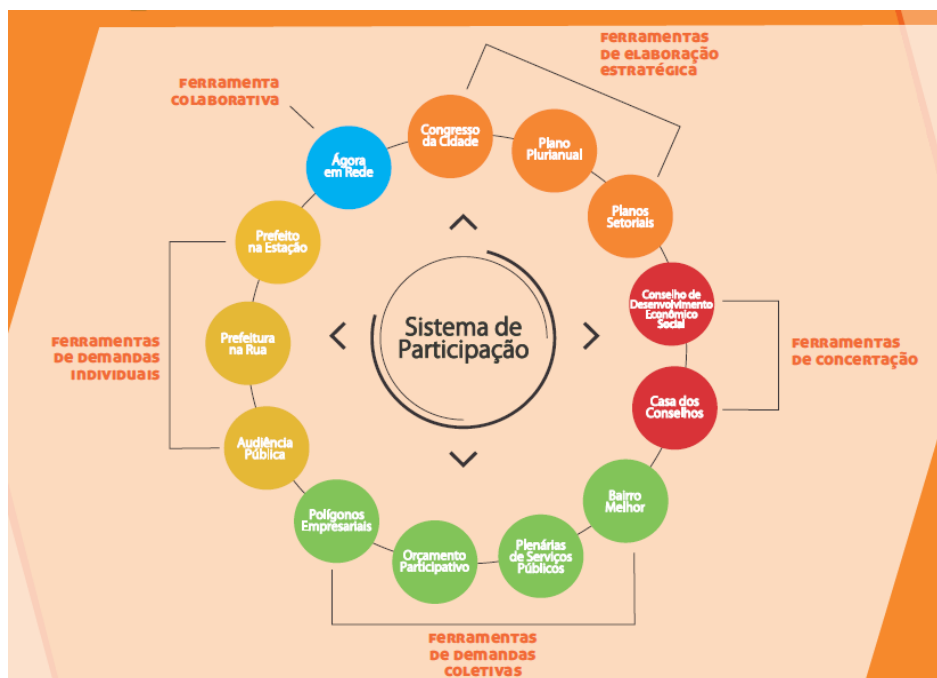 FERRAMENTAS
DE ELABORAÇÃO
ESTRATÉGICA
FERRAMENTA
COLABORATIVA
Congresso
da Cidade
Plano
Plurianual
Ágora
em Rede
Planos
Setoriais
Prefeito
na Estação
Conselho de
Desenvolvimento
Econômico
Social
Sistema de
Participação
Prefeitura
na Rua
FERRAMENTAS
DE DEMANDAS
INDIVIDUAIS
FERRAMENTAS
DE CONCERTAÇÃO
Casa dos
Conselhos
Audiência
Pública
Bairro
Melhor
Polígonos
Empresariais
Orçamento
Participativo
Plenárias
de Serviços
Públicos
FERRAMENTAS
DE DEMANDAS
COLETIVAS